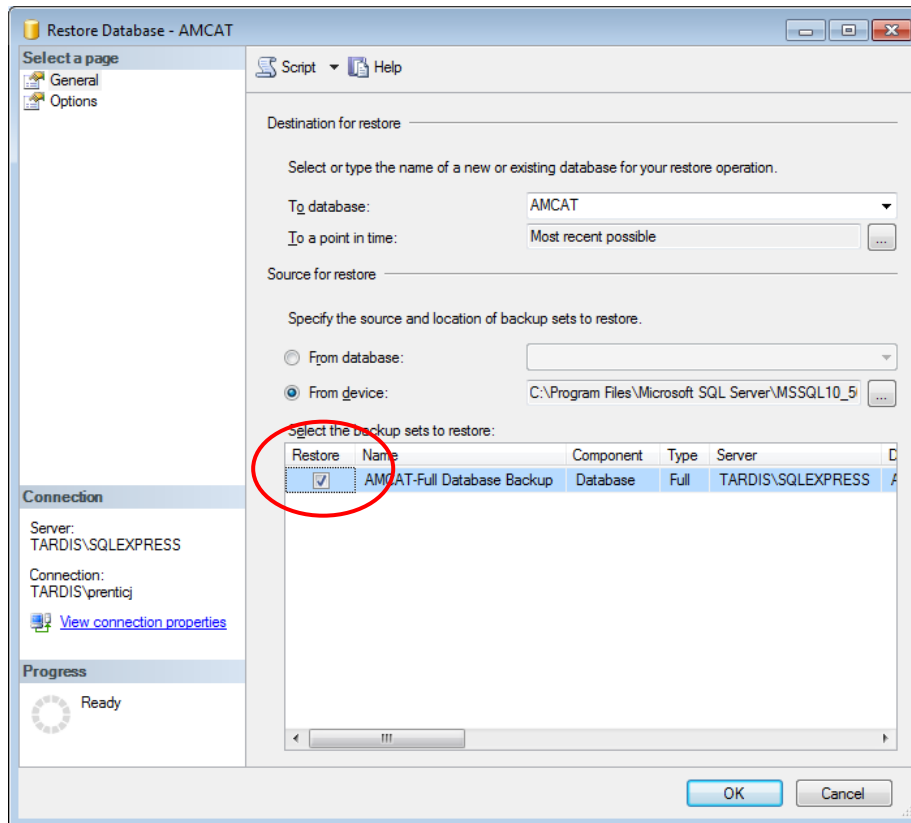 Restore Database - AMCAT
Select a page
General
Options
Script Help
Destination for restore
Select or type the name of a new or existing database for your restore operation.
To database: AMCAT
To a point in time: Most recent possible ...
Source for restore
Specify the source and location of backup sets to restore.
From database:
From device: C:\Program Files\Microsoft SQL Server\MSSQL10_5 ...
Select the backup sets to restore:
Restore Name Component Type Server D
AMCAT-Full Database Backup Database Full TARDIS\SQLEXPRESS A
Connection
Server:
TARDIS\SQLEXPRESS
Connection:
TARDIS\prenticj
View connection properties
Progress
Ready
OK Cancel